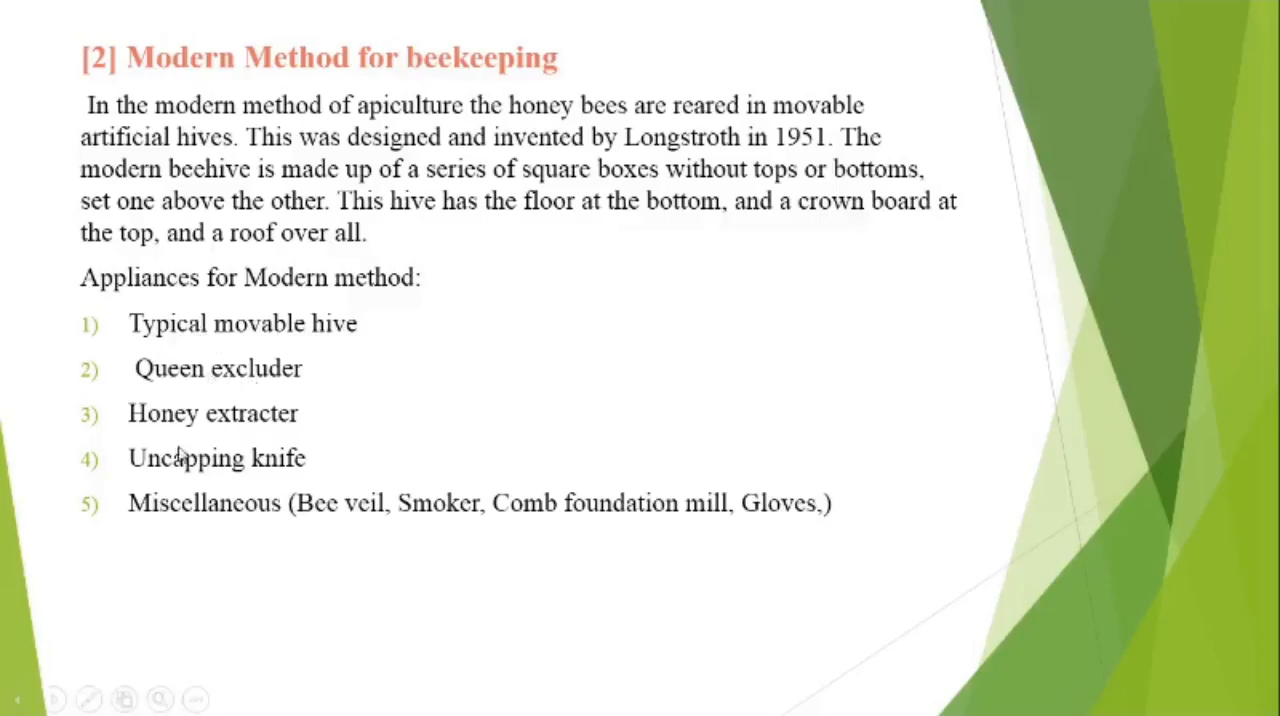 [2] Modern Method for beekeeping
In the modern method of apiculture the honey bees are reared in movable
artificial hives. This was designed and invented by Longstroth in 1951. The
modern beehive is made up of a series of square boxes without tops or bottoms,
set one above the other. This hive has the floor at the bottom, and a crown board at
the top, and a roof over all.
Appliances for Modern method:
1) Typical movable hive
2) Queen excluder
3) Honey extracter
4) Uncapping knife
5) Miscellaneous (Bee veil, Smoker, Comb foundation mill, Gloves,)